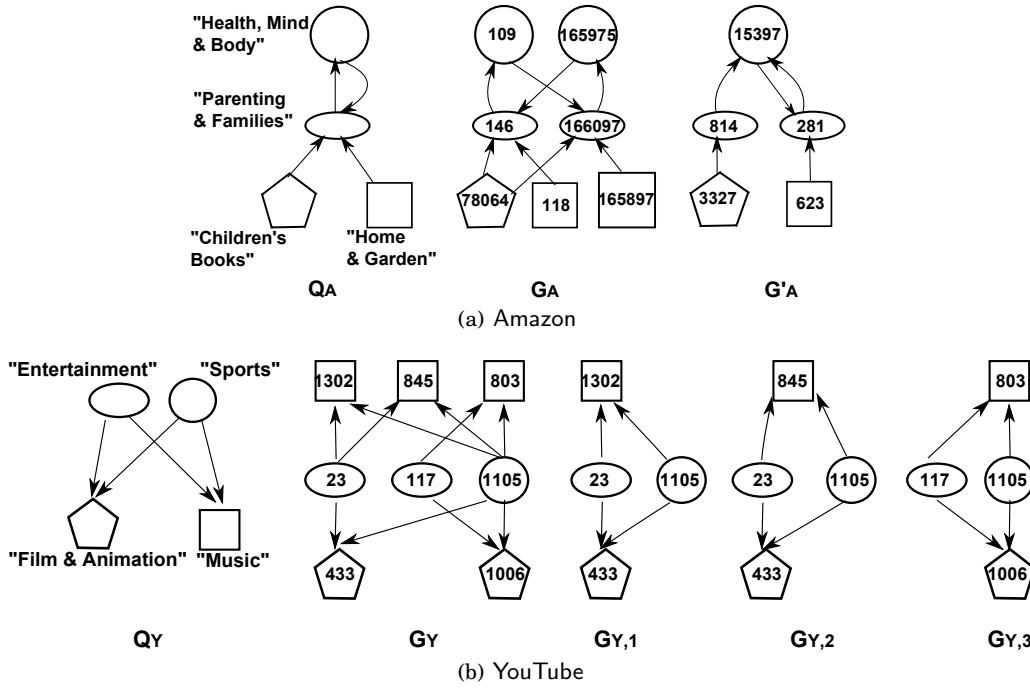 "Health, Mind
& Body"
109
165975
15397
"Parenting
& Families"
146
166097
814
281
78064
118
165897
3327
623
"Children's
Books"
"Home
& Garden"
QA
GA
G'A
(a) Amazon
"Entertainment"
"Sports"
1302
845
803
1302
845
803
23
117
1105
23
1105
23
1105
117
1105
"Film & Animation"
"Music"
433
1006
433
433
1006
QY
GY
GY,1
GY,2
GY,3
(b) YouTube